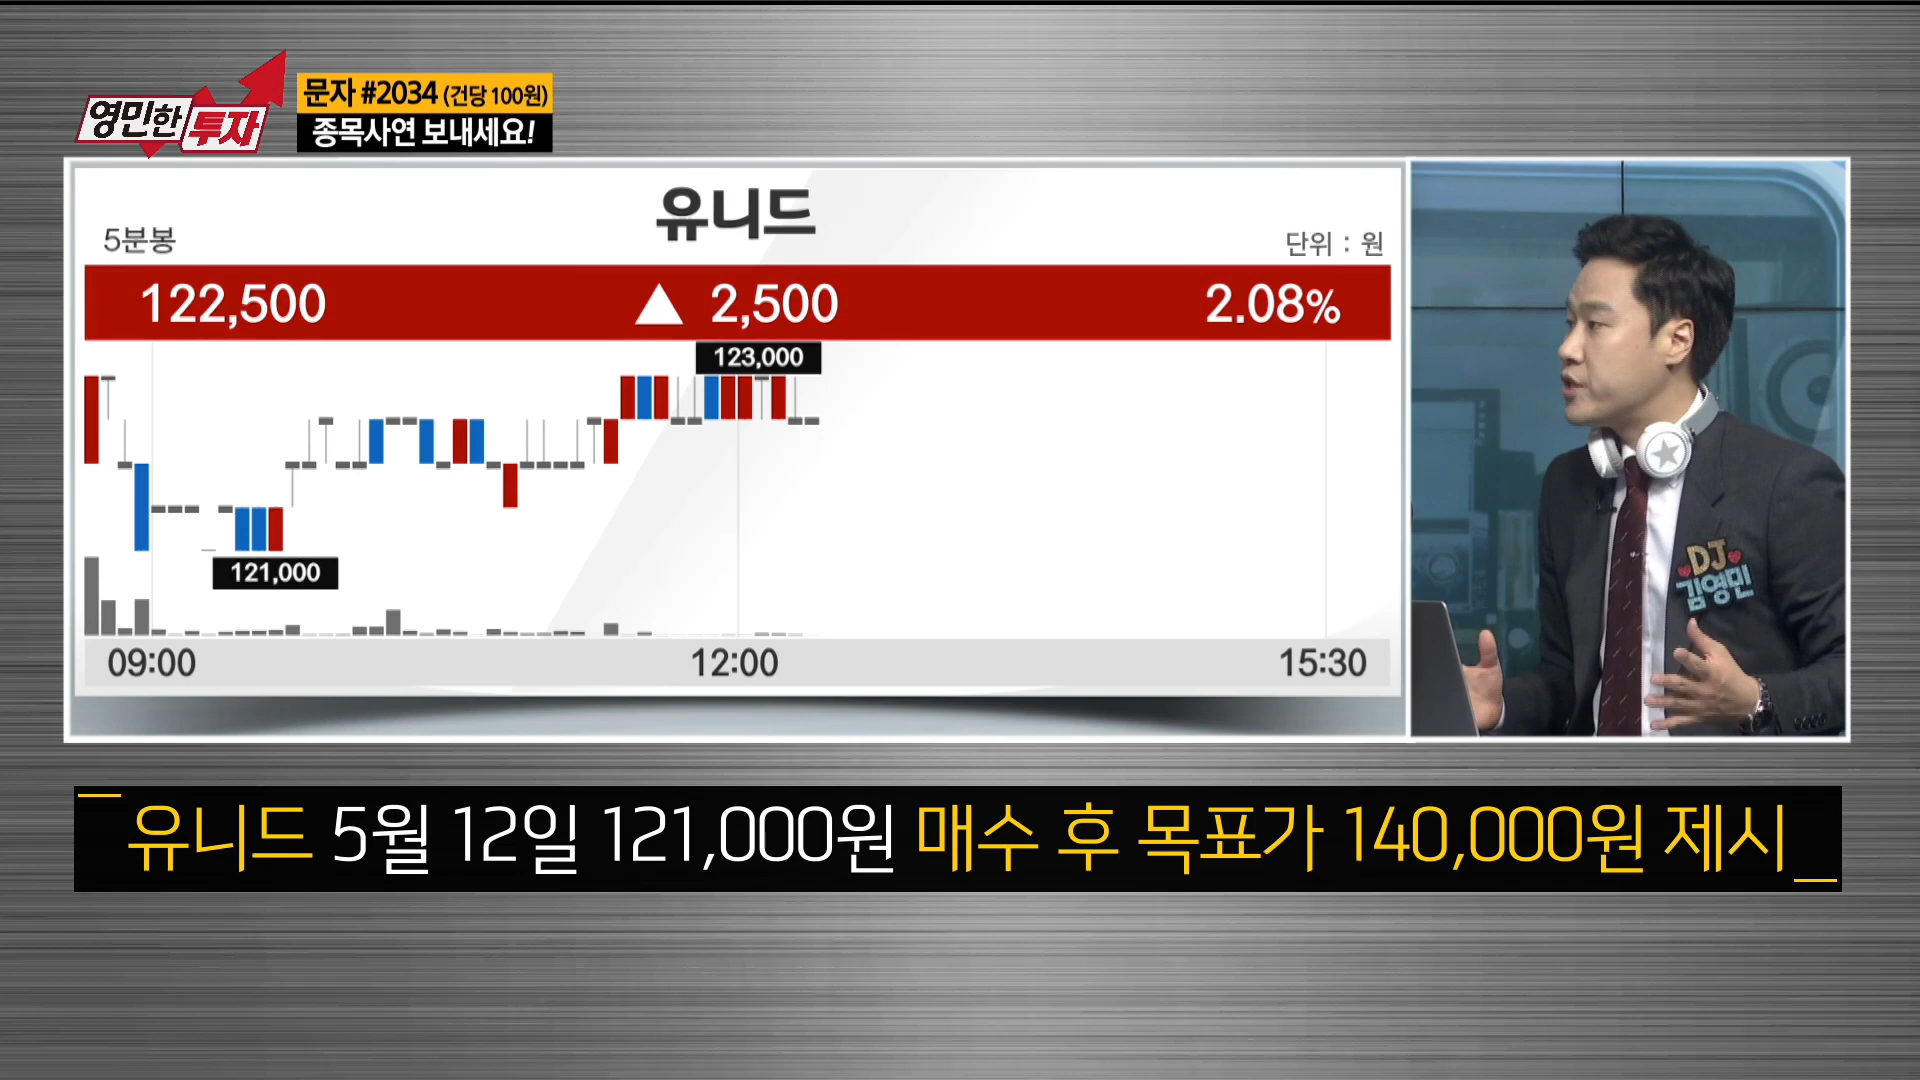 영민한 투자
문자 #2034 (건당 100원)
종목사연 보내세요!
유니드
5분봉
단위 : 원
122,500 ▲ 2,500 2.08%
123,000
121,000
09:00 12:00 15:30
DJ
김영민
유니드 5월 12일 121,000원 매수 후 목표가 140,000원 제시